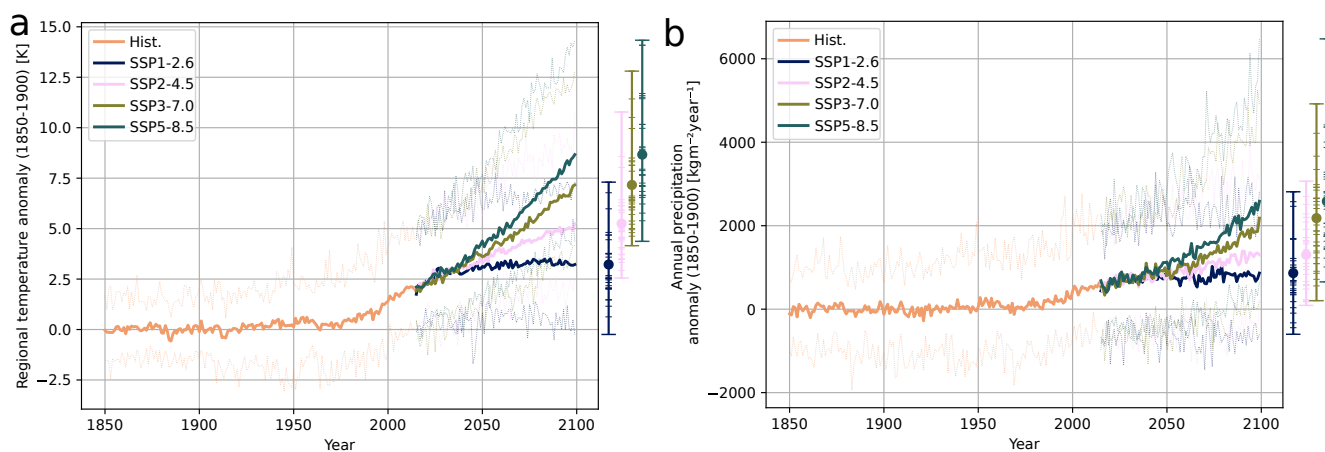 a
Regional temperature anomaly (1850-1900) [K]
15.0
12.5
10.0
7.5
5.0
2.5
0.0
−2.5
Hist.
SSP1-2.6
SSP2-4.5
SSP3-7.0
SSP5-8.5
1850
1900
1950
2000
2050
2100
Year
b
Annual precipitation
anomaly (1850-1900) [kgm⁻²year⁻¹]
6000
4000
2000
0
−2000
Hist.
SSP1-2.6
SSP2-4.5
SSP3-7.0
SSP5-8.5
1850
1900
1950
2000
2050
2100
Year